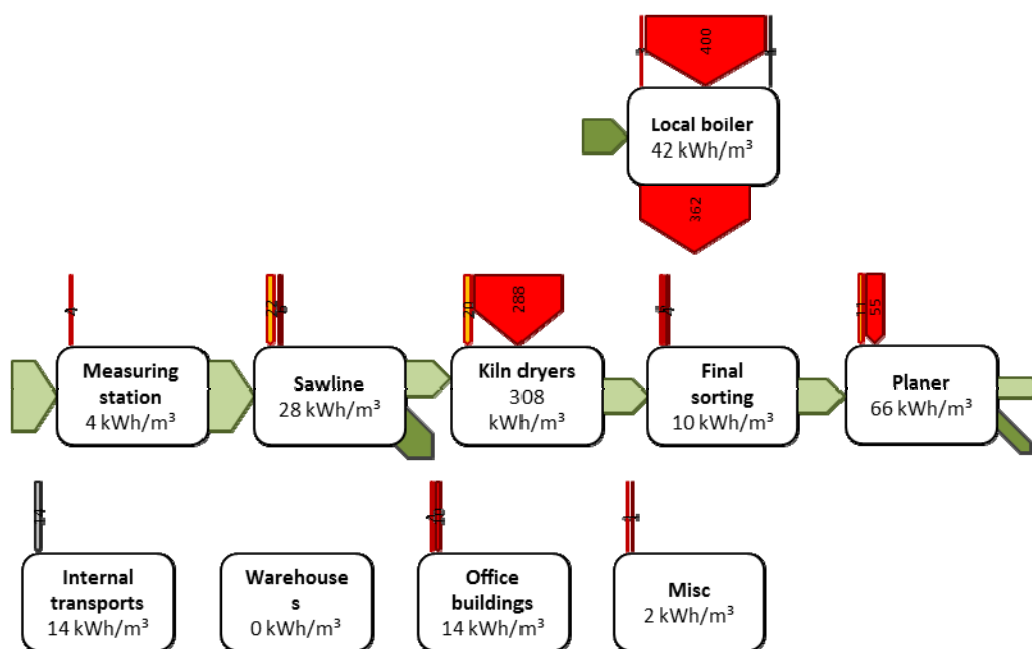 400
Local boiler
42 kWh/m³
362
22
20
288
11
55
Measuring
station
4 kWh/m³
Sawline
28 kWh/m³
Kiln dryers
308
kWh/m³
Final
sorting
10 kWh/m³
Planer
66 kWh/m³
14
Internal
transports
14 kWh/m³
Warehouse
s
0 kWh/m³
Office
buildings
14 kWh/m³
Misc
2 kWh/m³